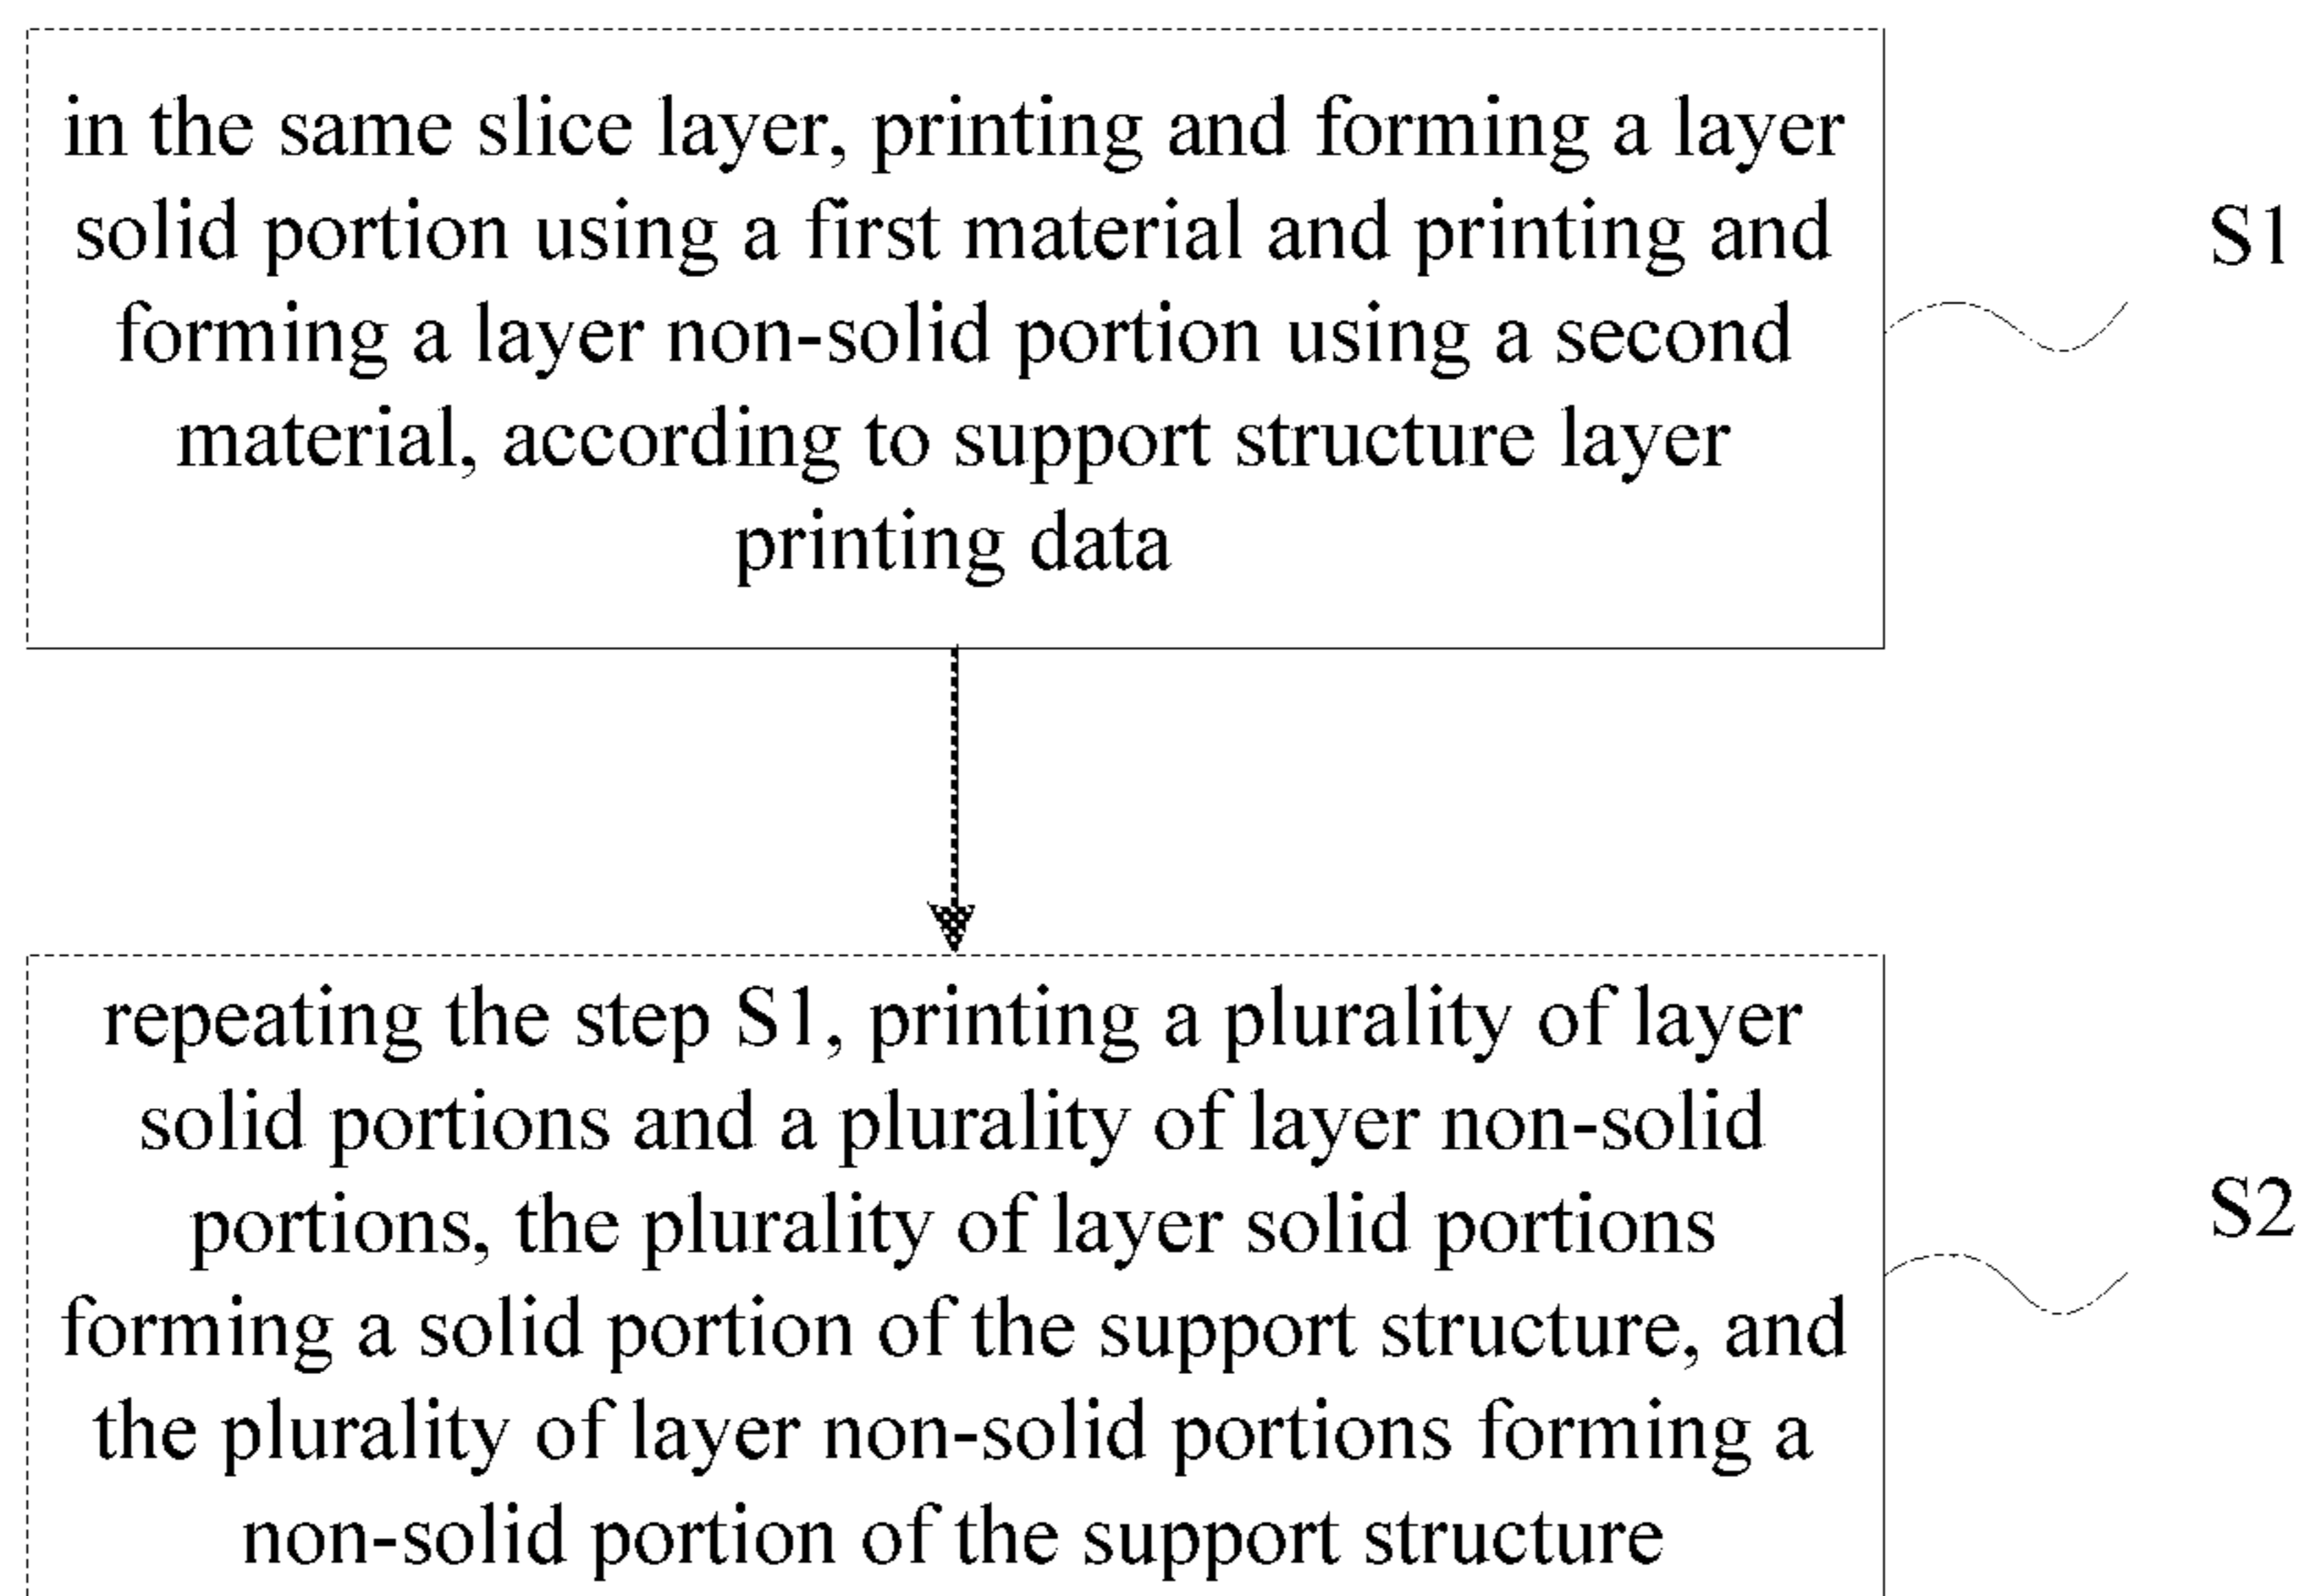 in the same slice layer, printing and forming a layer
solid portion using a first material and printing and
forming a layer non-solid portion using a second
material, according to support structure layer
printing data
S1
repeating the step S1, printing a plurality of layer
solid portions and a plurality of layer non-solid
portions, the plurality of layer solid portions
forming a solid portion of the support structure, and
the plurality of layer non-solid portions forming a
non-solid portion of the support structure
S2